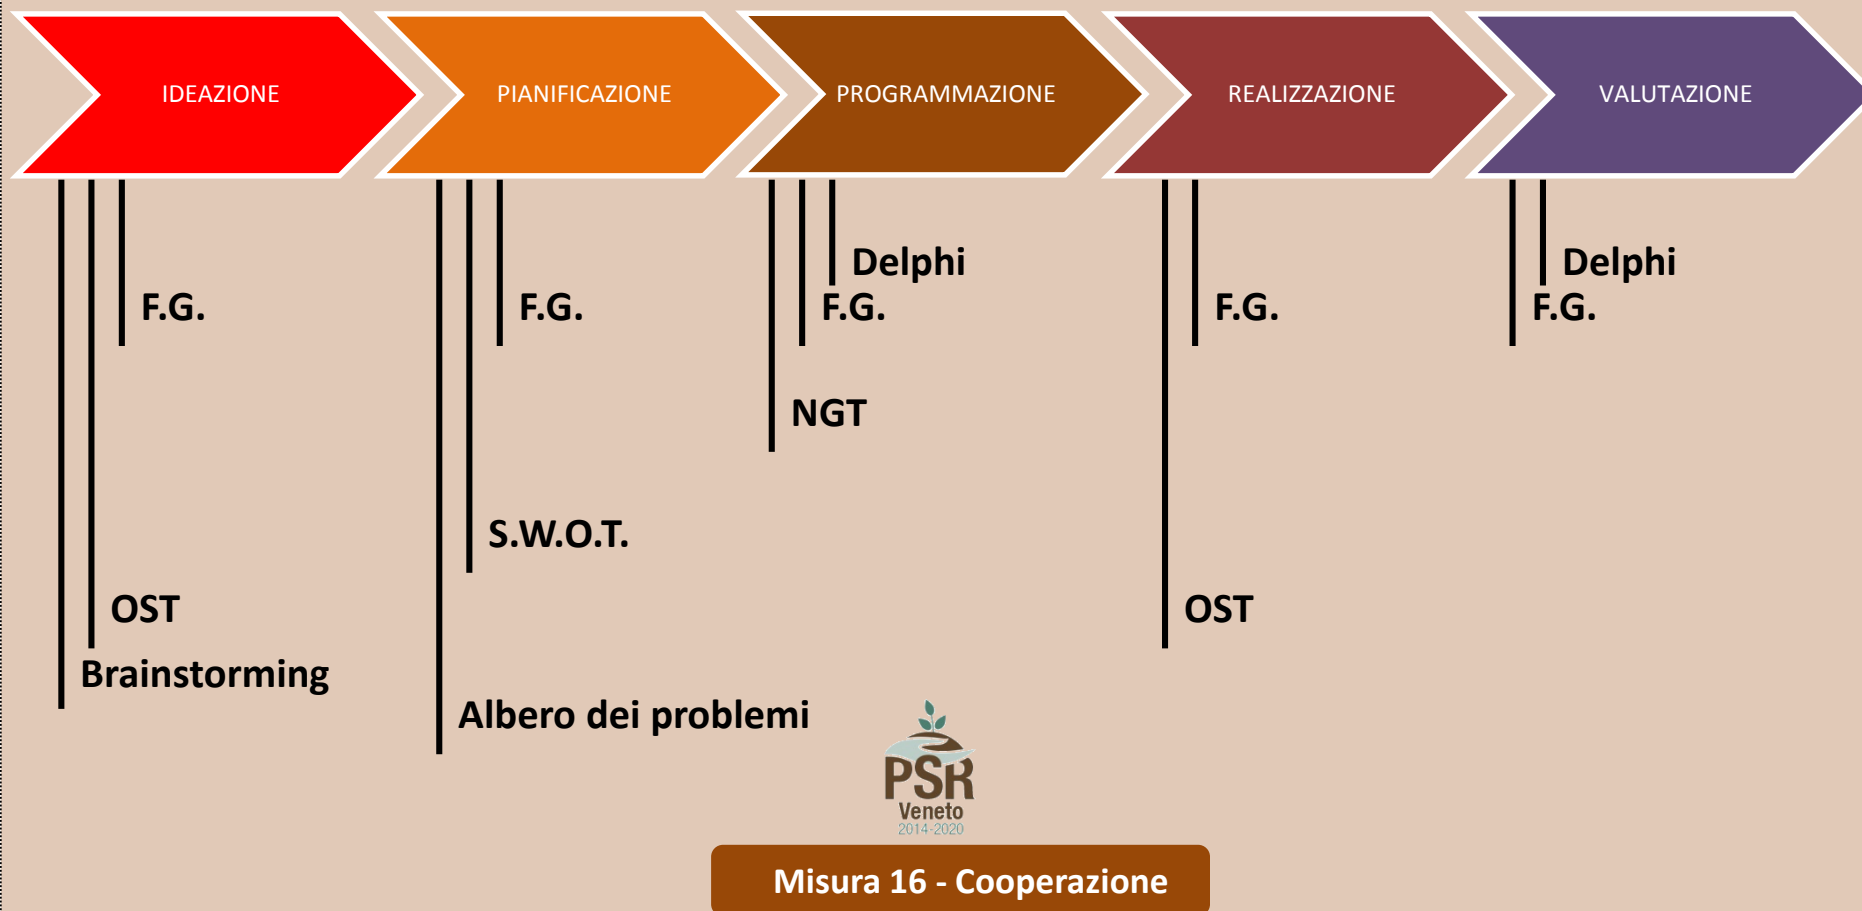 IDEAZIONE
PIANIFICAZIONE
PROGRAMMAZIONE
REALIZZAZIONE
VALUTAZIONE
F.G.
OST
Brainstorming
F.G.
S.W.O.T.
Albero dei problemi
Delphi
F.G.
NGT
F.G.
OST
Delphi
F.G.
PSR
Veneto
2014-2020
Misura 16 - Cooperazione